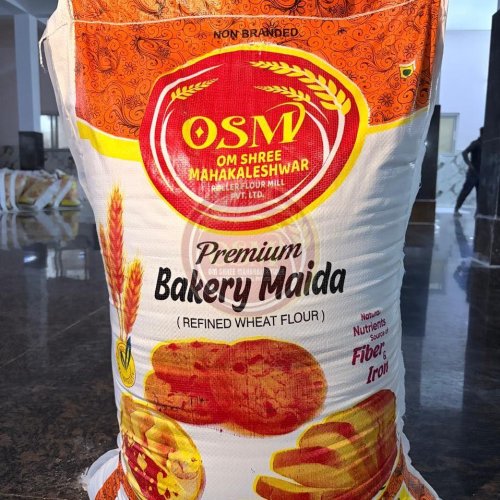 NON BRANDED.
OSM
OM SHREE
MAHAKALESHWAR
ROLLER FLOUR MILL
PVT. LTD.
Premium
Bakery Maida
( REFINED WHEAT FLOUR )
Natural
Nutrients
Source of
Fiber &
Iron